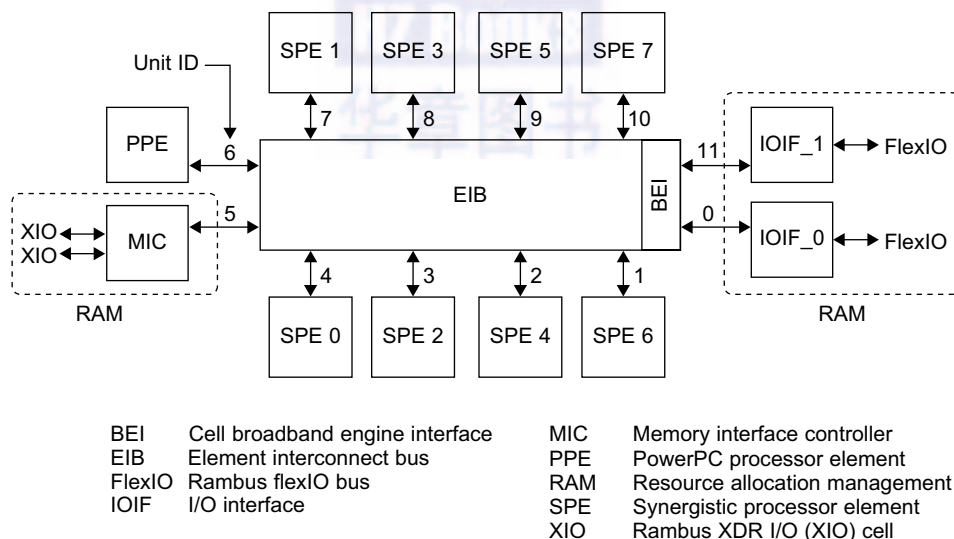 SPE 1
SPE 3
SPE 5
SPE 7
Unit ID
7
8
9
10
PPE
6
11
IOIF_1
FlexIO
EIB
BEI
XIO
XIO
MIC
5
0
IOIF_0
FlexIO
4
3
2
1
RAM
RAM
SPE 0
SPE 2
SPE 4
SPE 6
BEI Cell broadband engine interface
EIB Element interconnect bus
FlexIO Rambus flexIO bus
IOIF I/O interface
MIC Memory interface controller
PPE PowerPC processor element
RAM Resource allocation management
SPE Synergistic processor element
XIO Rambus XDR I/O (XIO) cell
华章图书